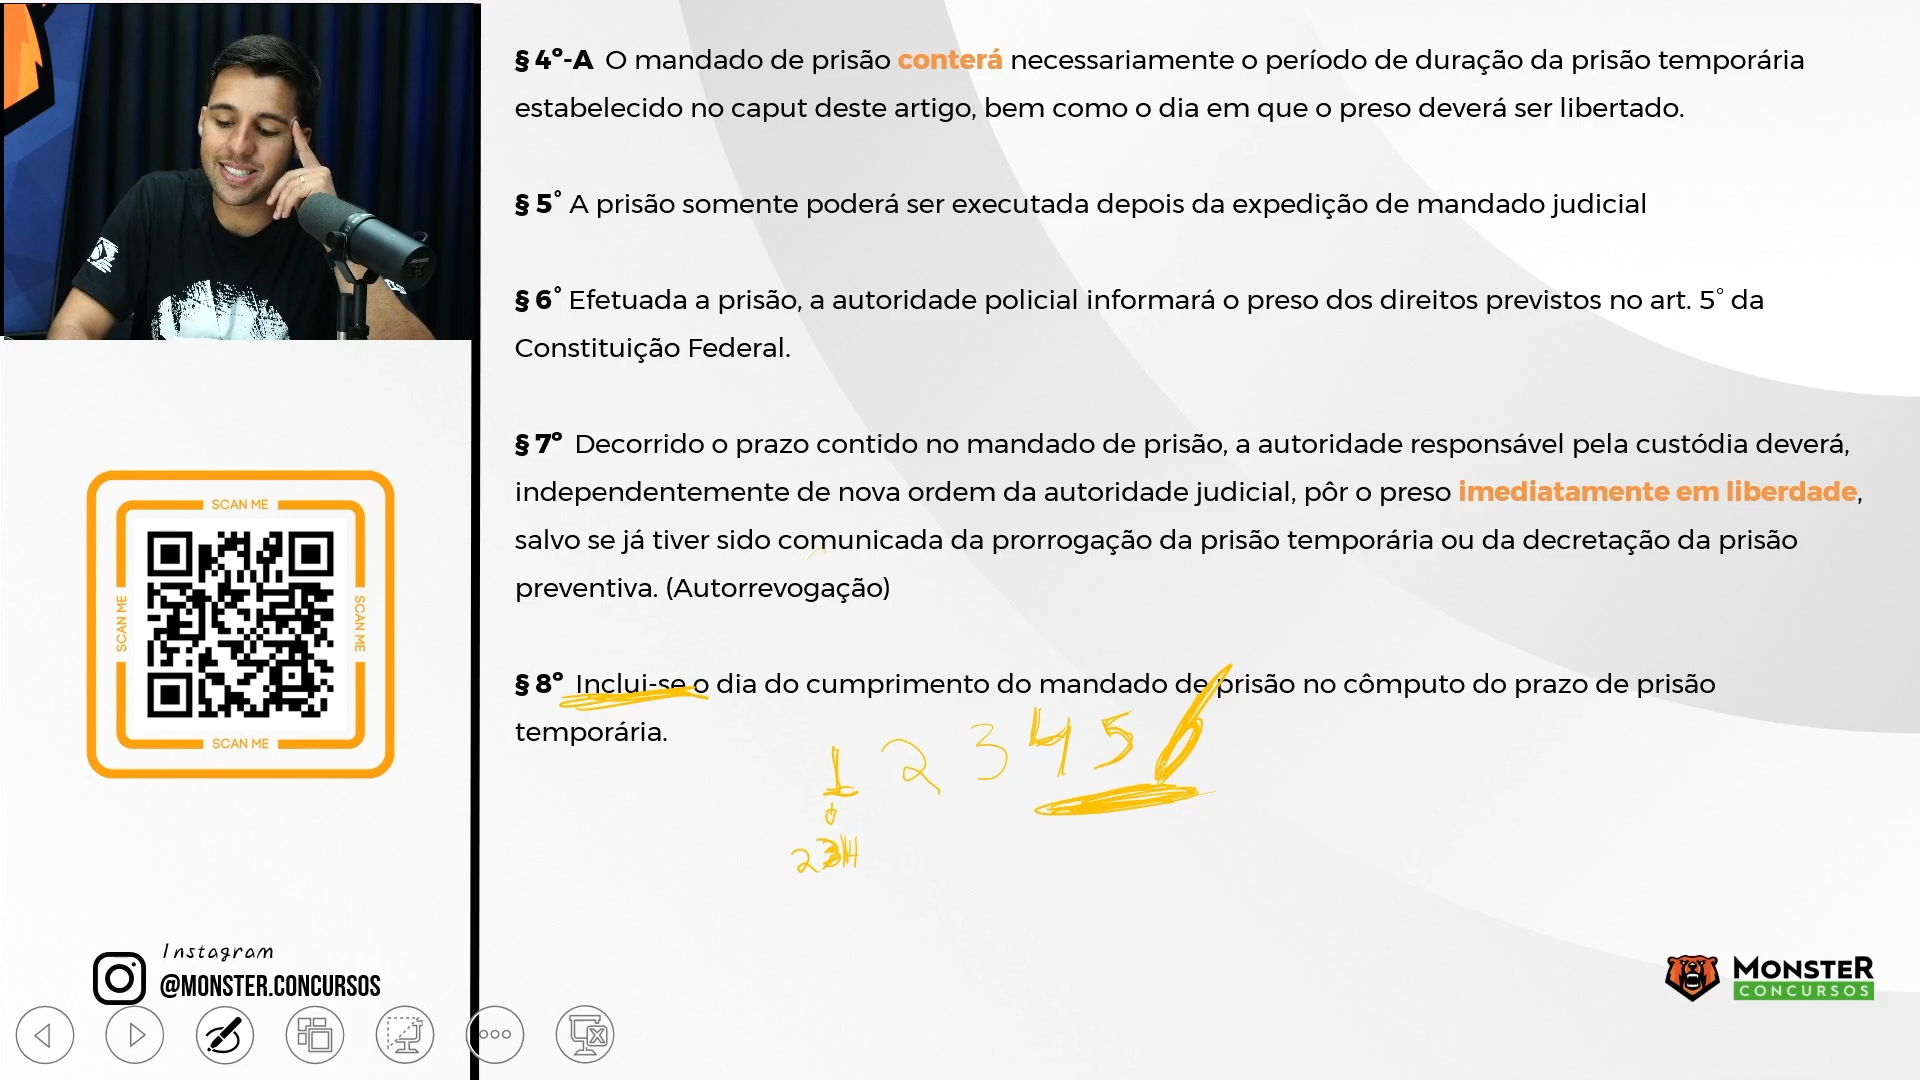 § 4º-A O mandado de prisão conterá necessariamente o período de duração da prisão temporária
estabelecido no caput deste artigo, bem como o dia em que o preso deverá ser libertado.
§ 5° A prisão somente poderá ser executada depois da expedição de mandado judicial
§ 6° Efetuada a prisão, a autoridade policial informará o preso dos direitos previstos no art. 5° da
Constituição Federal.
§ 7º Decorrido o prazo contido no mandado de prisão, a autoridade responsável pela custódia deverá,
independentemente de nova ordem da autoridade judicial, pôr o preso imediatamente em liberdade,
salvo se já tiver sido comunicada da prorrogação da prisão temporária ou da decretação da prisão
preventiva. (Autorrevogação)
§ 8º Inclui-se o dia do cumprimento do mandado de prisão no cômputo do prazo de prisão
temporária.
1 2 3 4 5 6
23H
SCAN ME
SCAN ME
SCAN ME
SCAN ME
Instagram
@MONSTER.CONCURSOS
MONSTER
CONCURSOS